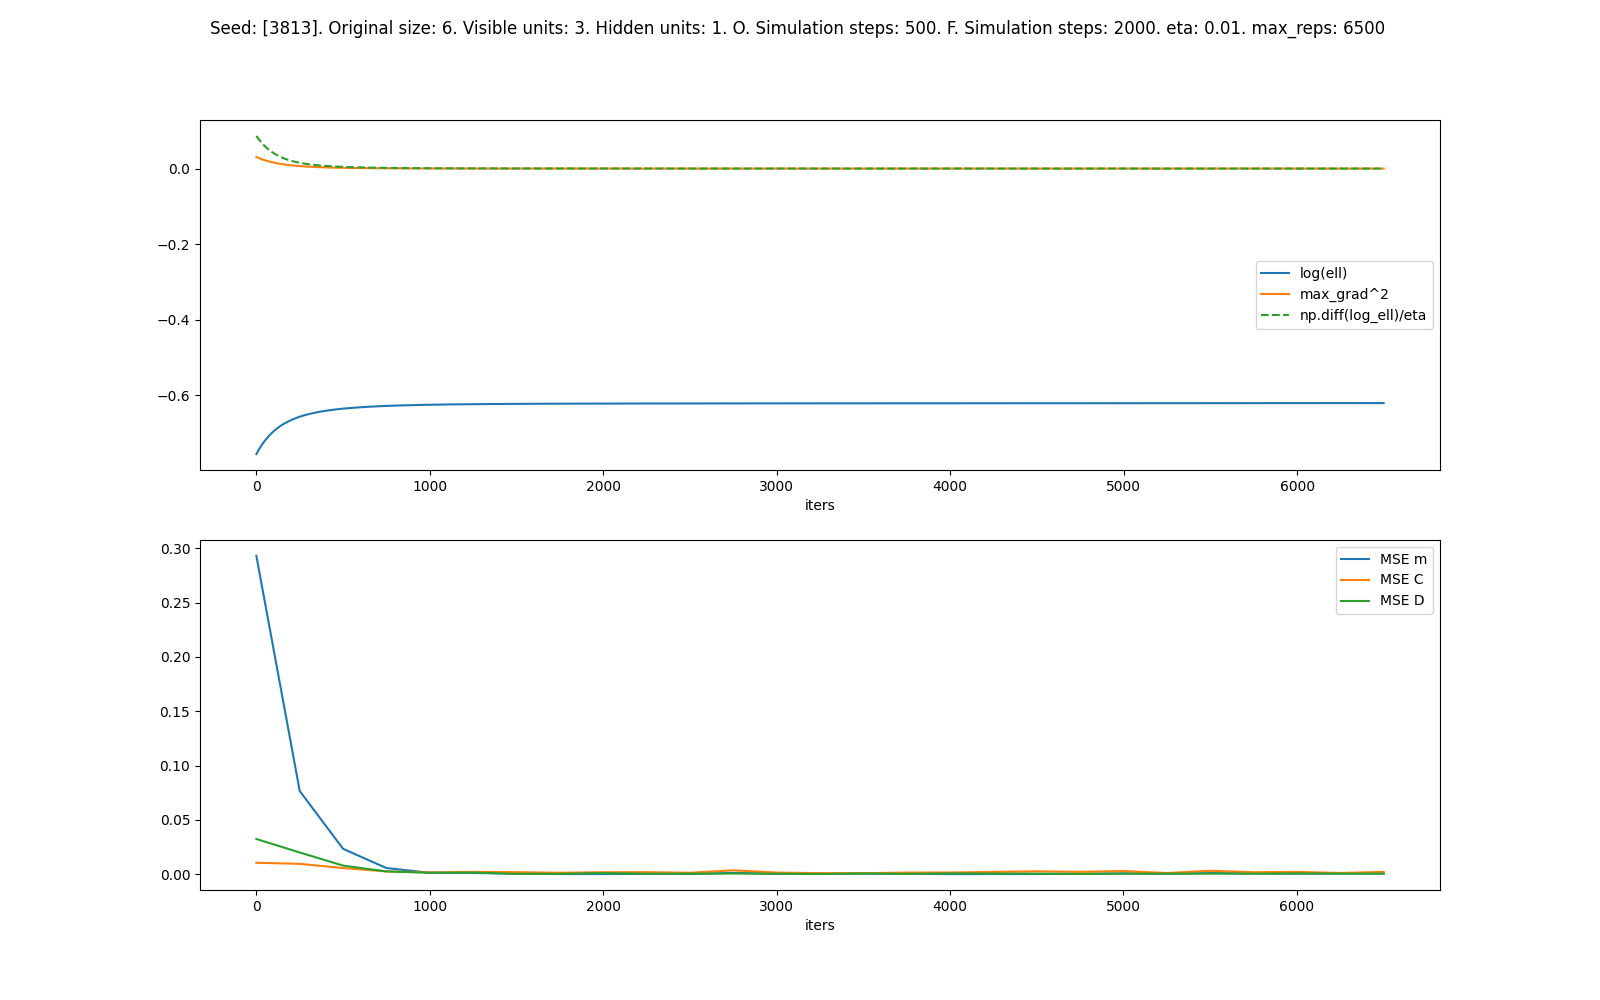 Seed: [3813]. Original size: 6. Visible units: 3. Hidden units: 1. O. Simulation steps: 500. F. Simulation steps: 2000. eta: 0.01. max_reps: 6500
0.0
−0.2
−0.4
−0.6
log(ell)
max_grad^2
np.diff(log_ell)/eta
0 1000 2000 3000 4000 5000 6000
iters
0.30
0.25
0.20
0.15
0.10
0.05
0.00
MSE m
MSE C
MSE D
0 1000 2000 3000 4000 5000 6000
iters